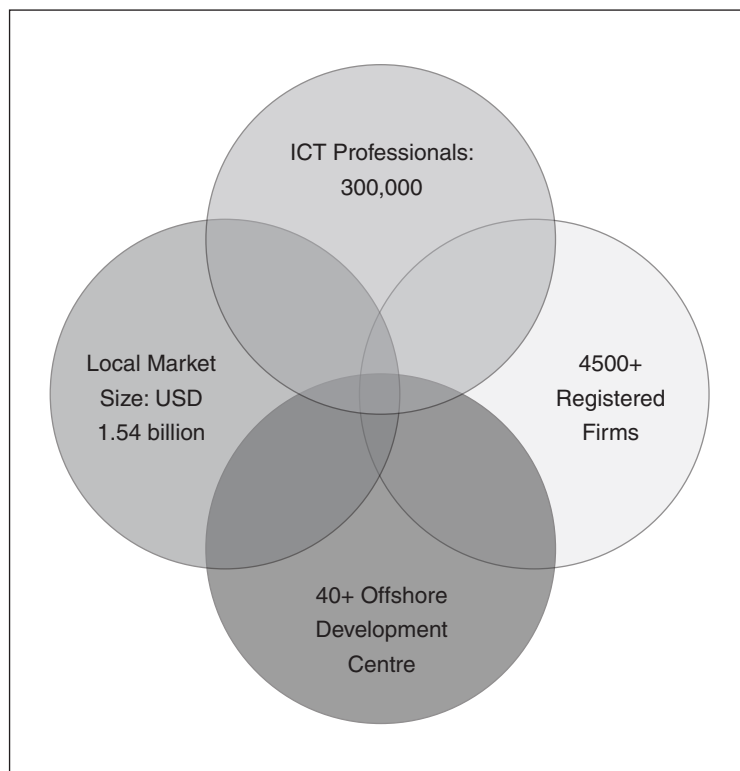 ICT Professionals:
300,000
Local Market
Size: USD
1.54 billion
4500+
Registered
Firms
40+ Offshore
Development
Centre